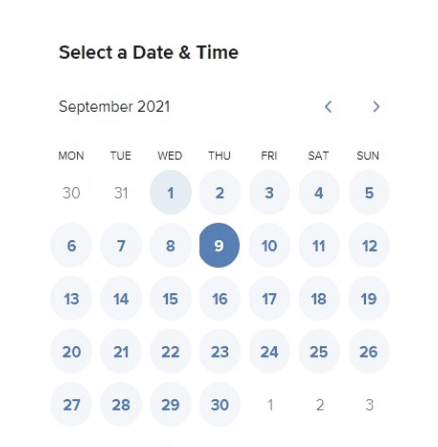 Select a Date & Time
September 2021
MON TUE WED THU FRI SAT SUN
30 31 1 2 3 4 5
6 7 8 9 10 11 12
13 14 15 16 17 18 19
20 21 22 23 24 25 26
27 28 29 30 1 2 3